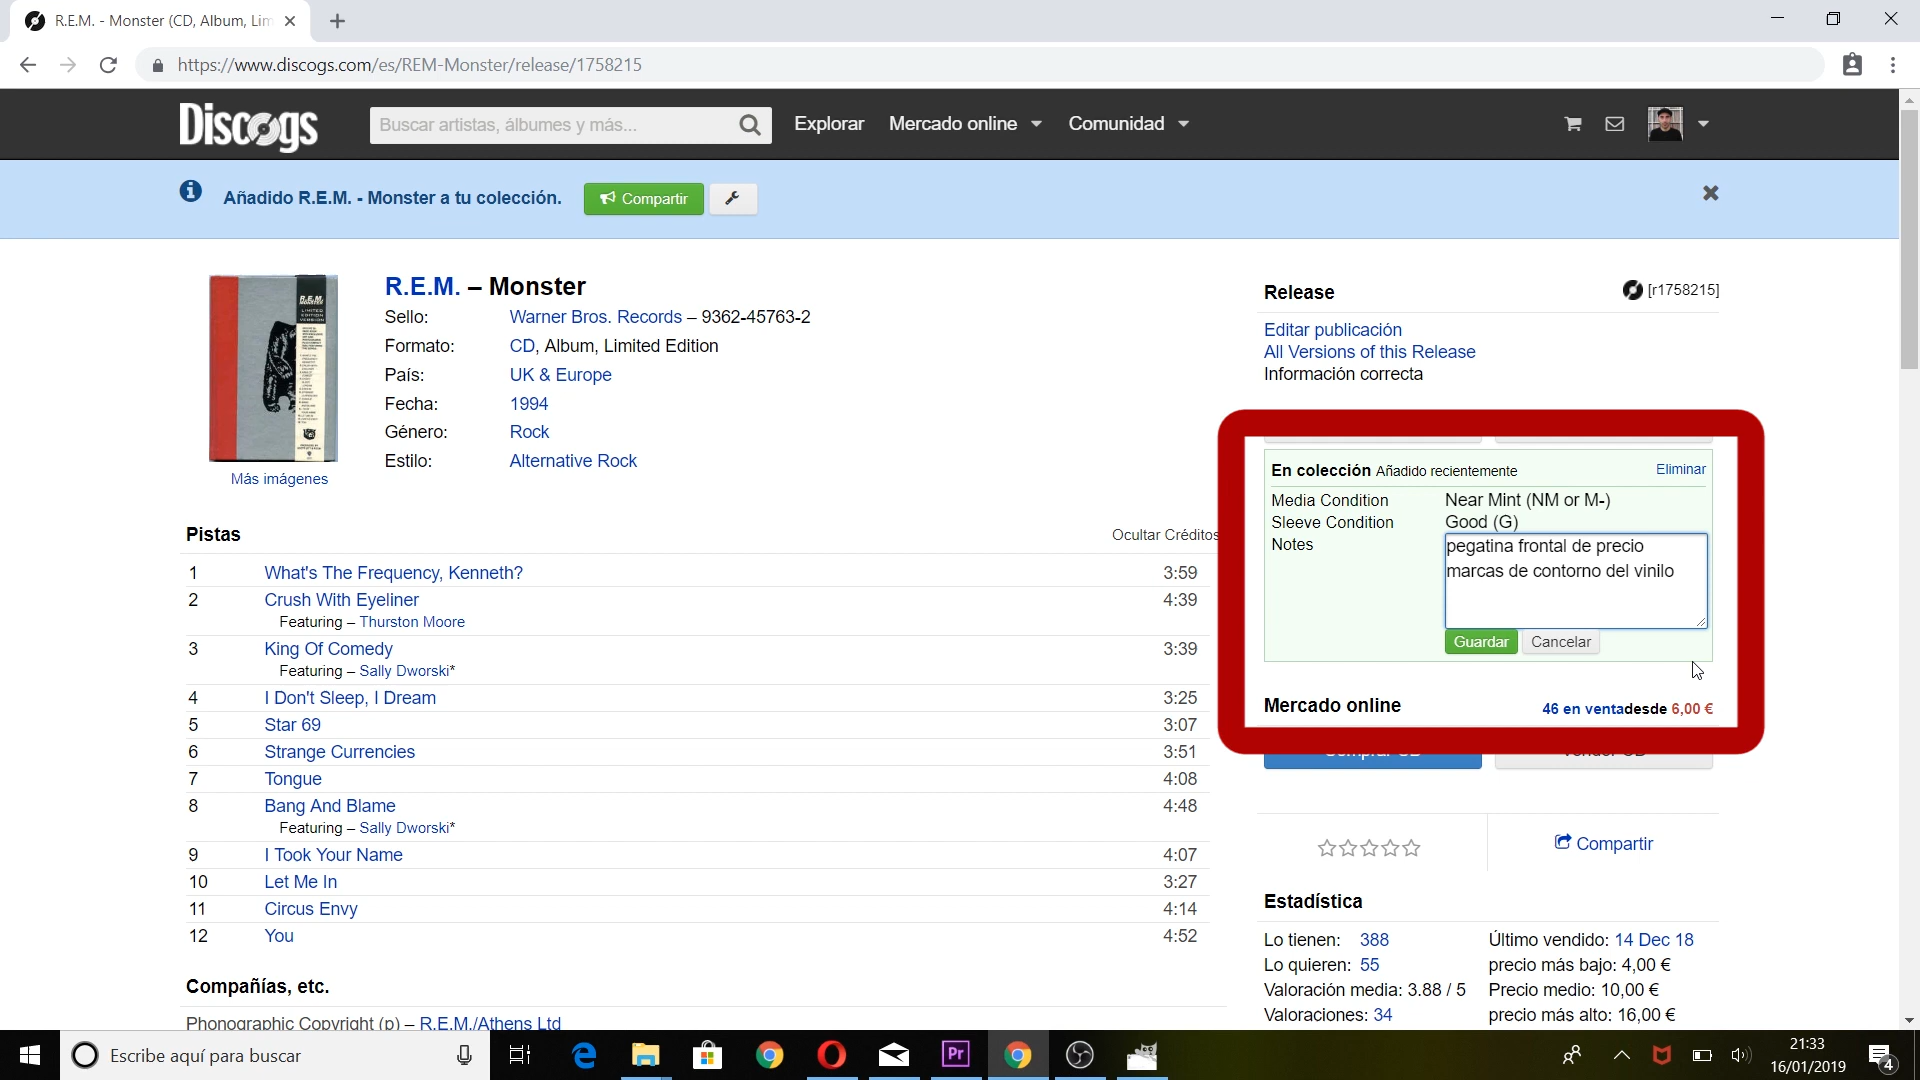 R.E.M. - Monster (CD, Album, Lim
https://www.discogs.com/es/REM-Monster/release/1758215
Discogs
Buscar artistas, álbumes y más...
Explorar
Mercado online
Comunidad
Añadido R.E.M. - Monster a tu colección.
Compartir
R.E.M. – Monster
Sello: Warner Bros. Records – 9362-45763-2
Formato: CD, Album, Limited Edition
País: UK & Europe
Fecha: 1994
Género: Rock
Estilo: Alternative Rock
R.E.M.
MONSTER
LIMITED
EDITION
VERSION
Más imágenes
Release
[r1758215]
Editar publicación
All Versions of this Release
Información correcta
En colección Añadido recientemente Eliminar
Media Condition Near Mint (NM or M-)
Sleeve Condition Good (G)
Notes pegatina frontal de precio
marcas de contorno del vinilo
Guardar Cancelar
Mercado online 46 en ventadesde 6,00 €
Compartir
Pistas Ocultar Créditos
1 What's The Frequency, Kenneth? 3:59
2 Crush With Eyeliner 4:39
Featuring – Thurston Moore
3 King Of Comedy 3:39
Featuring – Sally Dworski*
4 I Don't Sleep, I Dream 3:25
5 Star 69 3:07
6 Strange Currencies 3:51
7 Tongue 4:08
8 Bang And Blame 4:48
Featuring – Sally Dworski*
9 I Took Your Name 4:07
10 Let Me In 3:27
11 Circus Envy 4:14
12 You 4:52
Estadística
Lo tienen: 388
Lo quieren: 55
Valoración media: 3.88 / 5
Valoraciones: 34
Último vendido: 14 Dec 18
precio más bajo: 4,00 €
Precio medio: 10,00 €
precio más alto: 16,00 €
Compañías, etc.
Phonographic Copyright (p) – R.E.M./Athens Ltd
Escribe aquí para buscar
Pr
21:33
16/01/2019
4